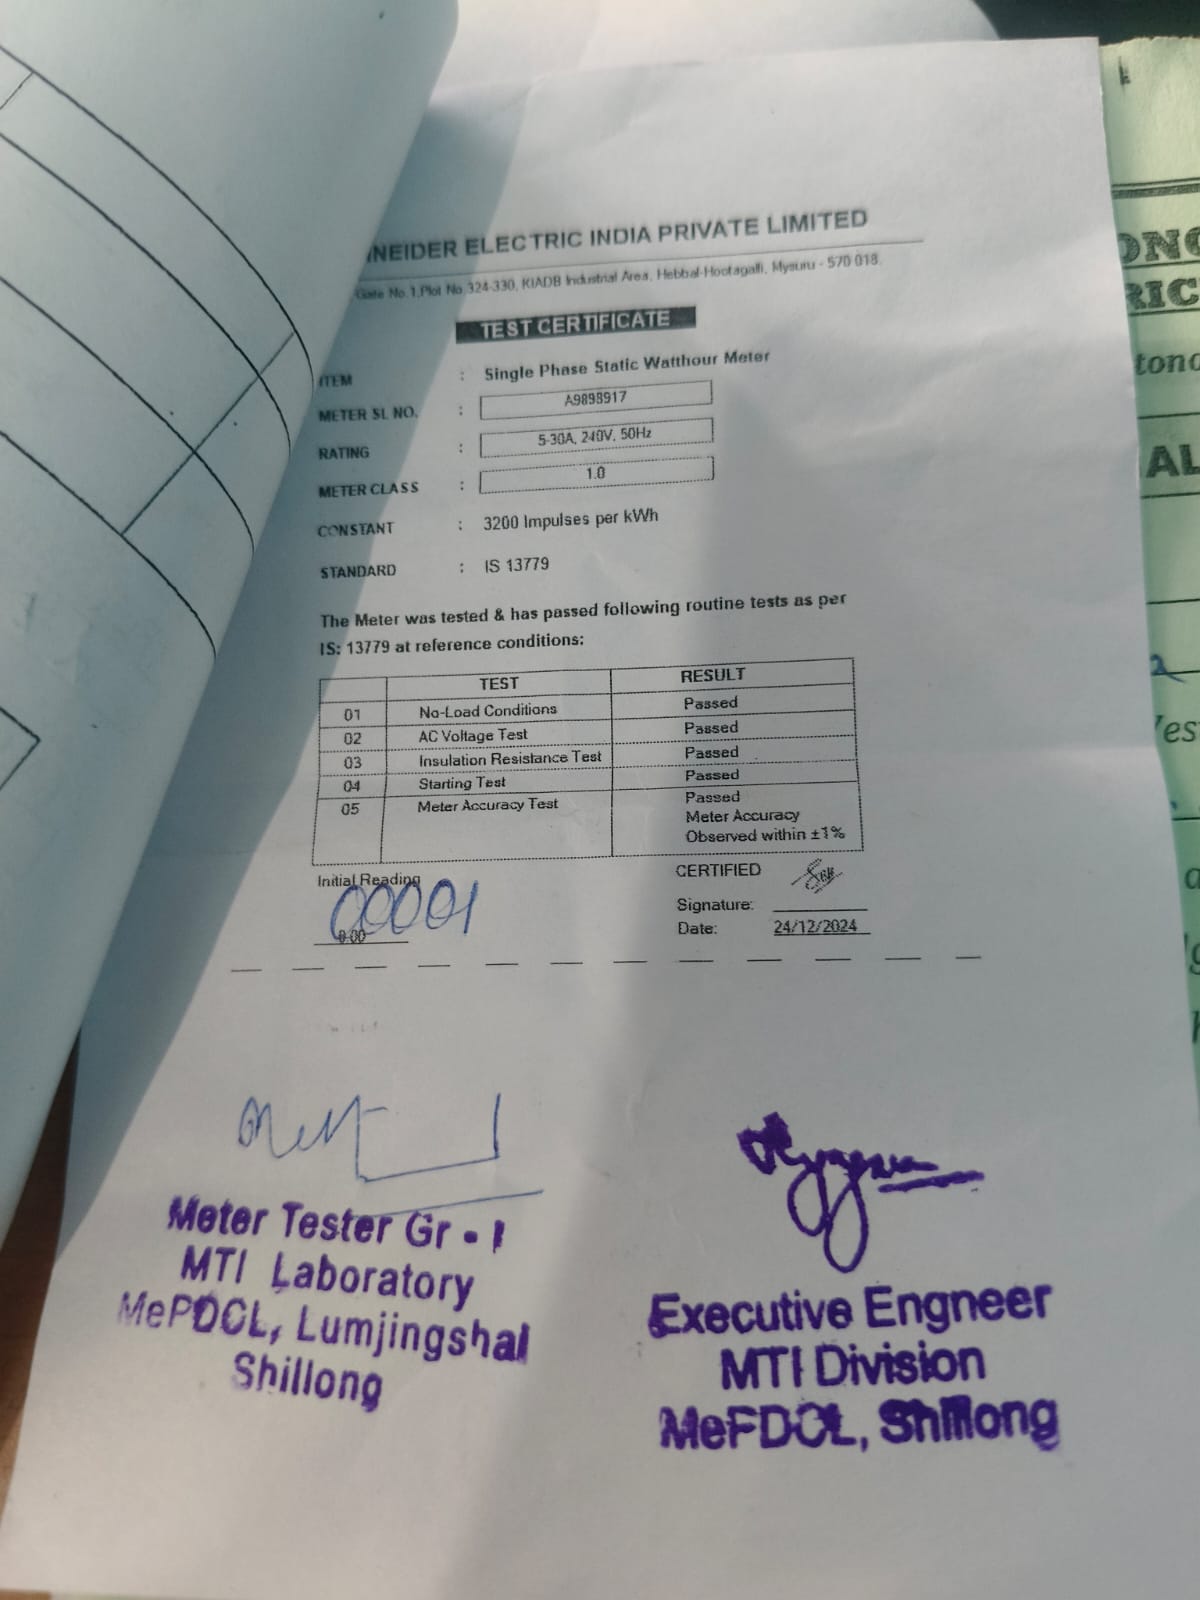 NEIDER ELECTRIC INDIA PRIVATE LIMITED
Gate No.1,Plot No.324-330, KIADB Industrial Area, Hebbal-Hootagalli, Mysuru - 570 018.
TEST CERTIFICATE
ITEM : Single Phase Static Watthour Meter
METER SL NO. : A9898917
RATING : 5-30A, 240V, 50Hz
METER CLASS : 1.0
CONSTANT : 3200 Impulses per kWh
STANDARD : IS 13779
The Meter was tested & has passed following routine tests as per
IS: 13779 at reference conditions:
TEST RESULT
01 No-Load Conditions Passed
02 AC Voltage Test Passed
03 Insulation Resistance Test Passed
04 Starting Test Passed
05 Meter Accuracy Test Passed
Meter Accuracy
Observed within ±1%
Initial Reading
00001
0.00
CERTIFIED
Signature:
Date: 24/12/2024
Meter Tester Gr - I
MTI Laboratory
MePDCL, Lumjingshai
Shillong
Executive Engneer
MTI Division
MePDCL, Shillong
ONG
RIC
AL